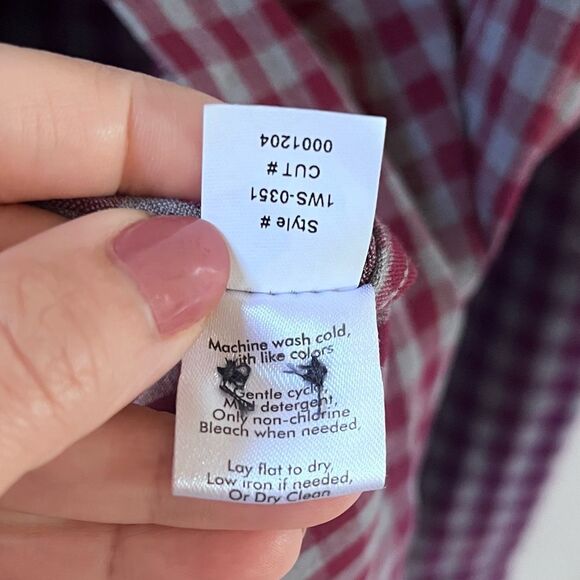 Style #
1WS-0351
CUT #
0001204
Machine wash cold,
with like colors
Gentle cycle,
Mild detergent,
Only non-chlorine
Bleach when needed,
Lay flat to dry,
Low iron if needed,
Or Dry Clean